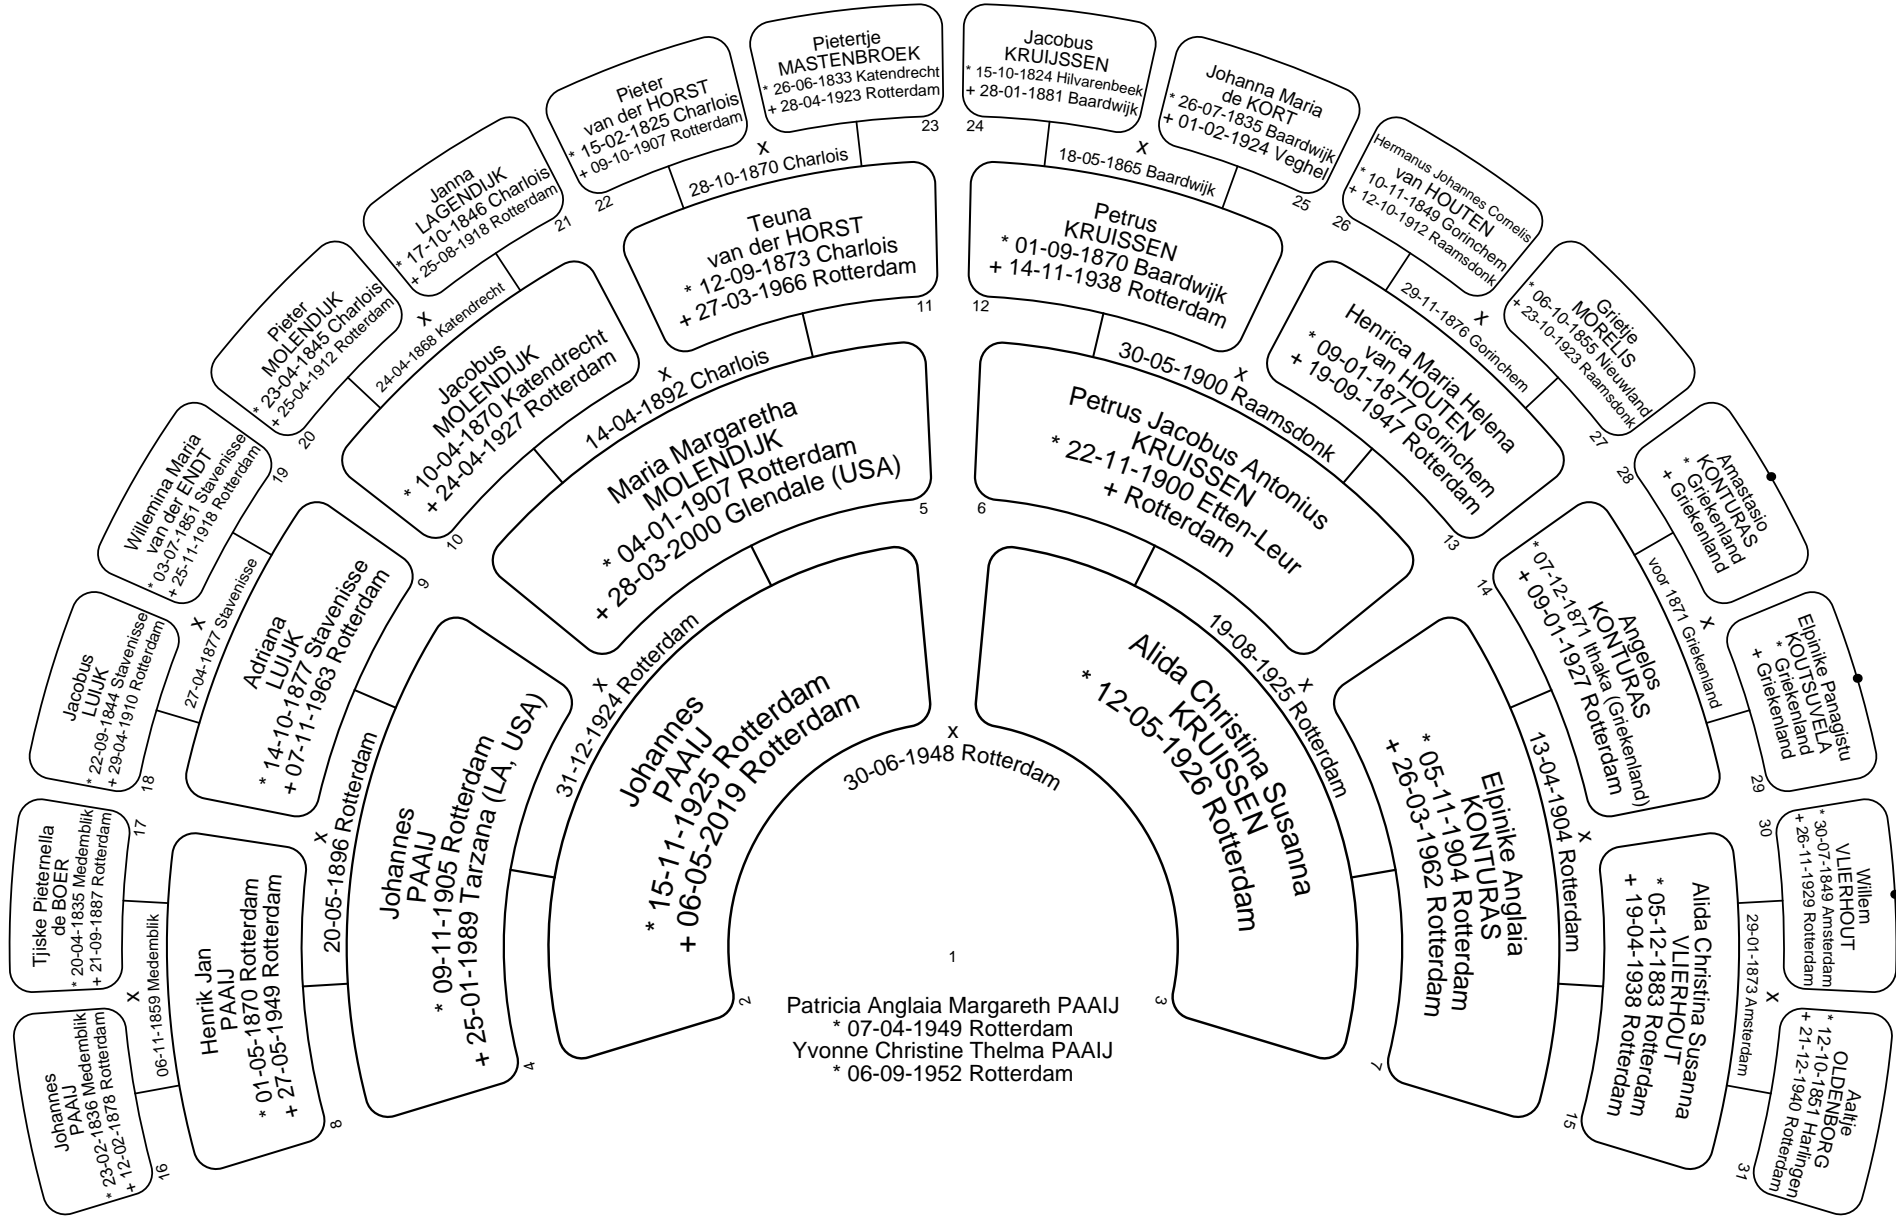 1
Patricia Anglaia Margareth PAAIJ
* 07-04-1949 Rotterdam
Yvonne Christine Thelma PAAIJ
* 06-09-1952 Rotterdam
Johannes
PAAIJ
* 15-11-1925 Rotterdam
+ 06-05-2019 Rotterdam
2
x
30-06-1948 Rotterdam
Alida Christina Susanna
KRUISSEN
* 12-05-1926 Rotterdam
3
Johannes
PAAIJ
* 09-11-1905 Rotterdam
+ 25-01-1989 Tarzana (LA, USA)
4
x
31-12-1924 Rotterdam
Maria Margaretha
MOLENDIJK
* 04-01-1907 Rotterdam
+ 28-03-2000 Glendale (USA)
5
Petrus Jacobus Antonius
KRUISSEN
* 22-11-1900 Etten-Leur
+ Rotterdam
6
x
19-08-1925 Rotterdam
Elpinike Anglaia
KONTURAS
* 05-11-1904 Rotterdam
+ 26-03-1962 Rotterdam
7
Henrik Jan
PAAIJ
* 01-05-1870 Rotterdam
+ 27-05-1949 Rotterdam
8
x
20-05-1896 Rotterdam
Adriana
LUIJK
* 14-10-1877 Stavenisse
+ 07-11-1963 Rotterdam
9
Jacobus
MOLENDIJK
* 10-04-1870 Katendrecht
+ 24-04-1927 Rotterdam
10
x
14-04-1892 Charlois
Teuna
van der HORST
* 12-09-1873 Charlois
+ 27-03-1966 Rotterdam
11
Petrus
KRUISSEN
* 01-09-1870 Baardwijk
+ 14-11-1938 Rotterdam
12
x
30-05-1900 Raamsdonk
Henrica Maria Helena
van HOUTEN
* 09-01-1877 Gorinchem
+ 19-09-1947 Rotterdam
13
Angelos
KONTURAS
* 07-12-1871 Ithaka (Griekenland)
+ 09-01-1927 Rotterdam
14
x
13-04-1904 Rotterdam
Alida Christina Susanna
VLIERHOUT
* 05-12-1883 Rotterdam
+ 19-04-1938 Rotterdam
15
Johannes
PAAIJ
* 23-02-1836 Medemblik
+ 12-02-1878 Rotterdam
16
x
06-11-1859 Medemblik
Tjiske Pieternella
de BOER
* 20-04-1835 Medemblik
+ 21-09-1887 Rotterdam
17
Jacobus
LUIJK
* 22-09-1844 Stavenisse
+ 29-04-1910 Rotterdam
18
x
27-04-1877 Stavenisse
Willemina Maria
van der ENDT
* 03-07-1851 Stavenisse
+ 25-11-1918 Rotterdam
19
Pieter
MOLENDIJK
* 23-04-1845 Charlois
+ 25-04-1912 Rotterdam
20
x
24-04-1868 Katendrecht
Janna
LAGENDIJK
* 17-10-1846 Charlois
+ 25-08-1918 Rotterdam
21
Pieter
van der HORST
* 15-02-1825 Charlois
+ 09-10-1907 Rotterdam
22
x
28-10-1870 Charlois
Pietertje
MASTENBROEK
* 26-06-1833 Katendrecht
+ 28-04-1923 Rotterdam
23
Jacobus
KRUIJSSEN
* 15-10-1824 Hilvarenbeek
+ 28-01-1881 Baardwijk
24
x
18-05-1865 Baardwijk
Johanna Maria
de KORT
* 26-07-1835 Baardwijk
+ 01-02-1924 Veghel
25
Hermanus Johannes Cornelis
van HOUTEN
* 10-11-1849 Gorinchem
+ 12-10-1912 Raamsdonk
26
x
29-11-1876 Gorinchem
Grietje
MORELIS
* 06-10-1855 Nieuwland
+ 23-10-1923 Raamsdonk
27
Amastasio
KONTURAS
* Griekenland
+ Griekenland
28
x
voor 1871 Griekenland
Elpinike Panagistu
KOUTSUVELA
* Griekenland
+ Griekenland
29
Willem
VLIERHOUT
* 30-07-1849 Amsterdam
+ 26-11-1929 Rotterdam
30
x
29-01-1873 Amsterdam
Aaltje
OLDENBORG
* 12-10-1851 Harlingen
+ 21-12-1940 Rotterdam
31